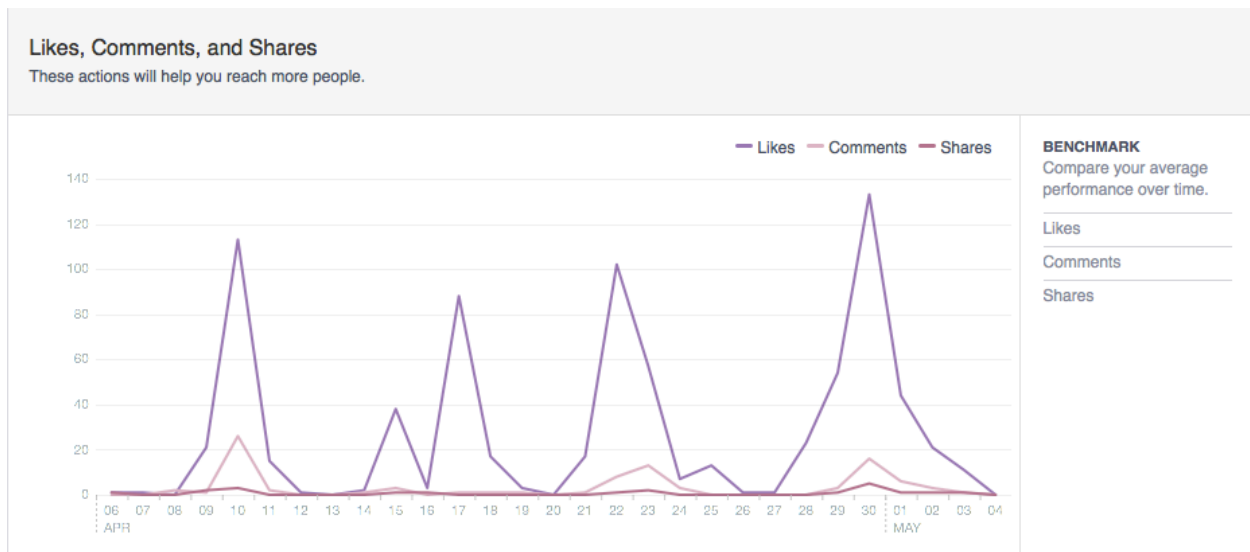 Likes, Comments, and Shares
These actions will help you reach more people.
Likes Comments Shares
BENCHMARK
Compare your average
performance over time.
Likes
Comments
Shares
140
120
100
80
60
40
20
0
06 07 08 09 10 11 12 13 14 15 16 17 18 19 20 21 22 23 24 25 26 27 28 29 30 01 02 03 04
APR MAY